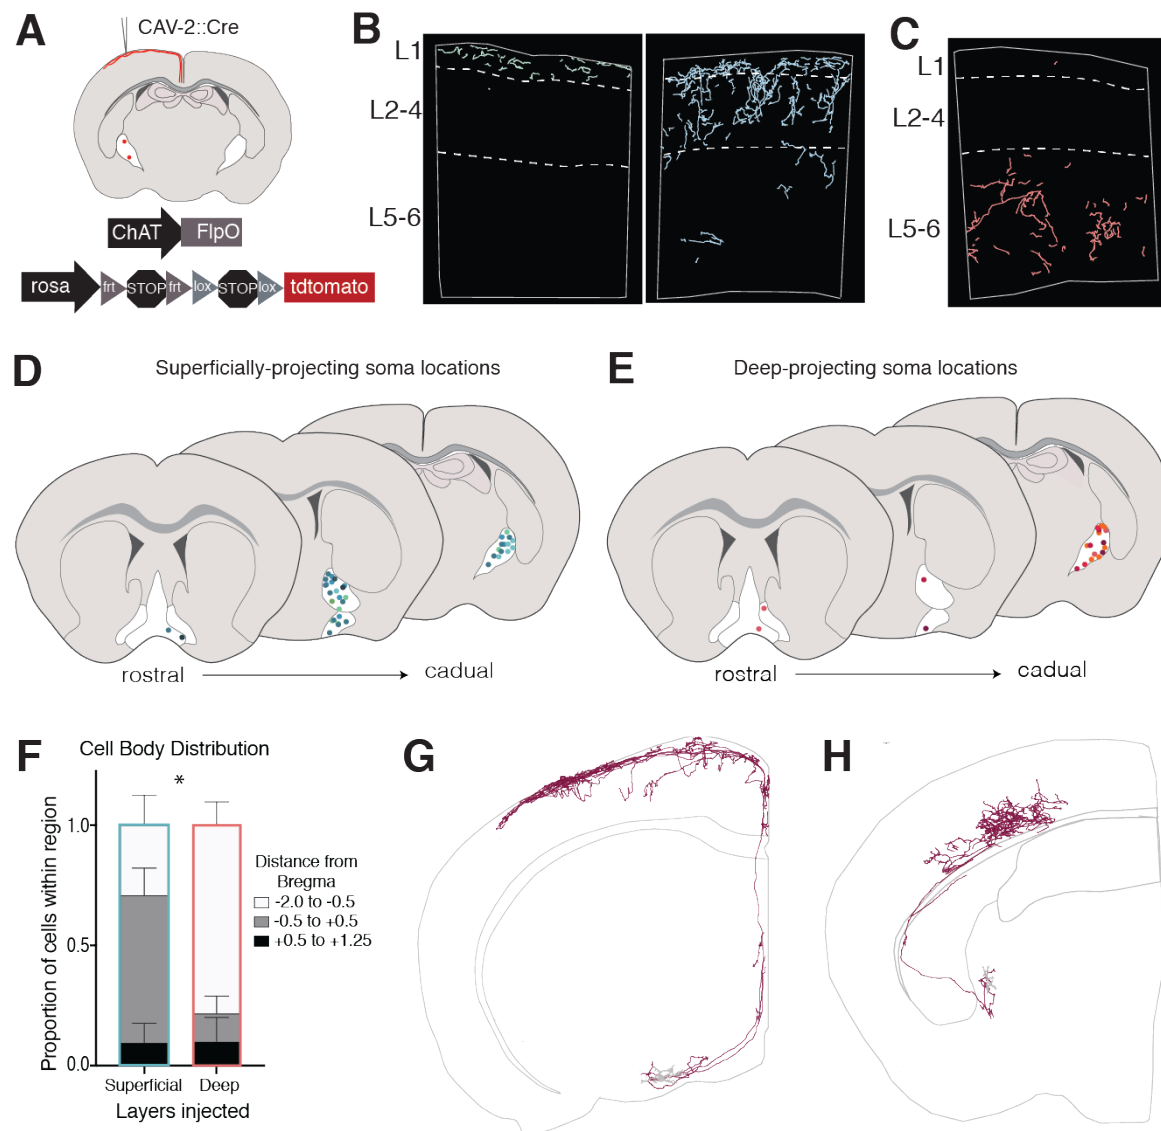 A
CAV-2::Cre
ChAT
FlpO
rosa
frt
STOP
frt
lox
STOP
lox
tdtomato
B
L1
L2-4
L5-6
C
L1
L2-4
L5-6
D
Superficially-projecting soma locations
rostral
cadual
E
Deep-projecting soma locations
rostral
cadual
F
Cell Body Distribution
*
Proportion of cells within region
1.0
0.5
0.0
Superficial
Deep
Layers injected
Distance from
Bregma
-2.0 to -0.5
-0.5 to +0.5
+0.5 to +1.25
G
H